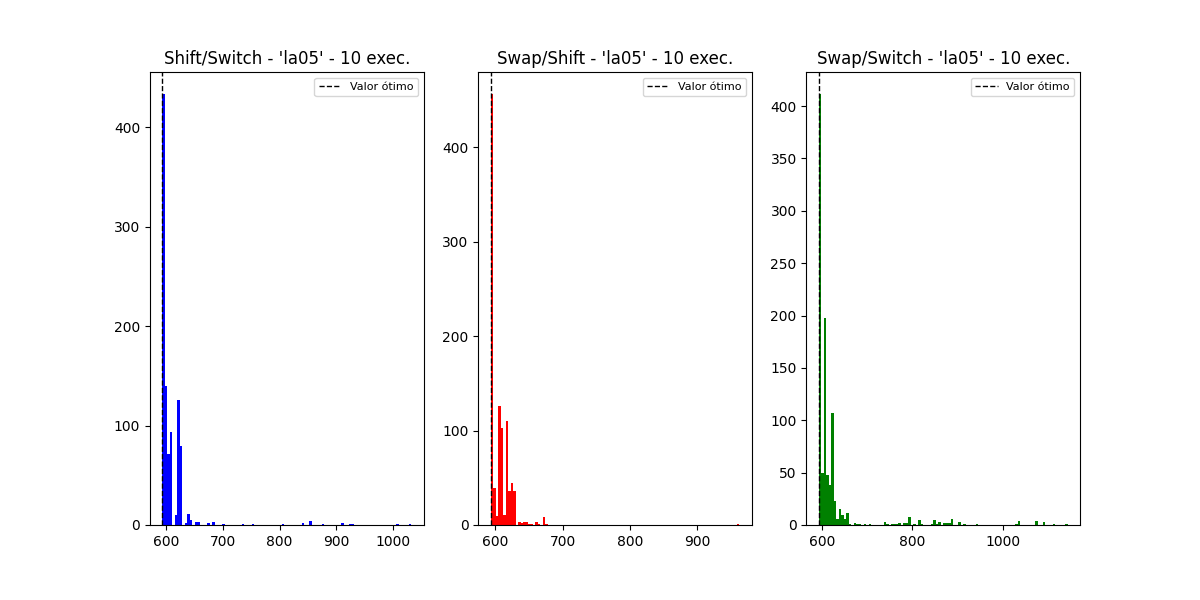 Shift/Switch - 'la05' - 10 exec.
Valor ótimo
400
300
200
100
0
600 700 800 900 1000
Swap/Shift - 'la05' - 10 exec.
Valor ótimo
400
300
200
100
0
600 700 800 900
Swap/Switch - 'la05' - 10 exec.
Valor ótimo
400
350
300
250
200
150
100
50
0
600 800 1000